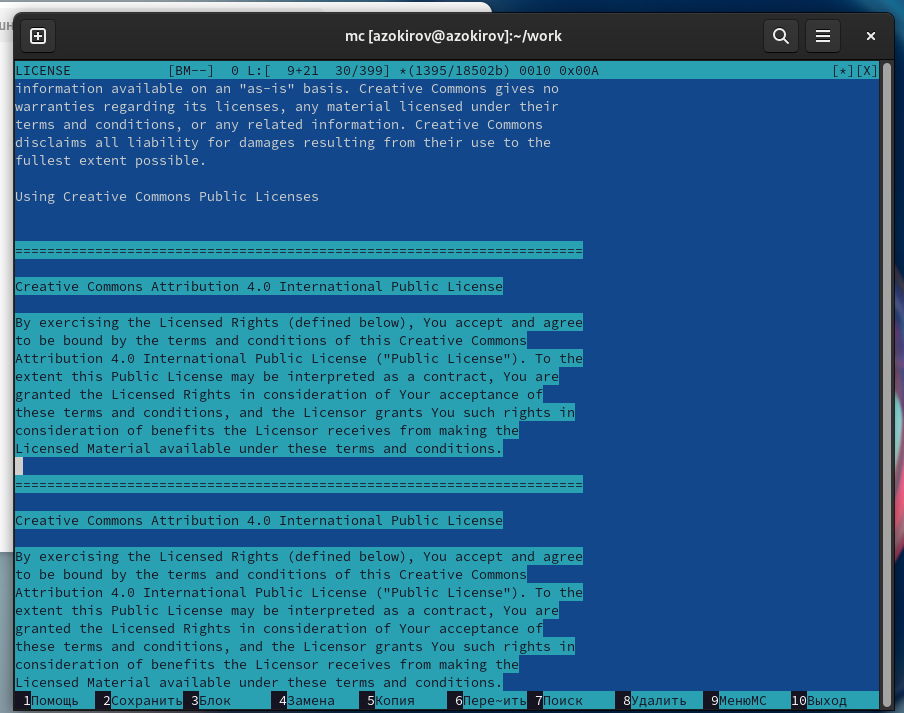 шн
mc [azokirov@azokirov]:~/work
LICENSE            [BM--]  0 L:[  9+21  30/399] *(1395/18502b) 0010 0x00A                             [*][X]
information available on an "as-is" basis. Creative Commons gives no
warranties regarding its licenses, any material licensed under their
terms and conditions, or any related information. Creative Commons
disclaims all liability for damages resulting from their use to the
fullest extent possible.
Using Creative Commons Public Licenses
=======================================================================
Creative Commons Attribution 4.0 International Public License
By exercising the Licensed Rights (defined below), You accept and agree
to be bound by the terms and conditions of this Creative Commons
Attribution 4.0 International Public License ("Public License"). To the
extent this Public License may be interpreted as a contract, You are
granted the Licensed Rights in consideration of Your acceptance of
these terms and conditions, and the Licensor grants You such rights in
consideration of benefits the Licensor receives from making the
Licensed Material available under these terms and conditions.
=======================================================================
Creative Commons Attribution 4.0 International Public License
By exercising the Licensed Rights (defined below), You accept and agree
to be bound by the terms and conditions of this Creative Commons
Attribution 4.0 International Public License ("Public License"). To the
extent this Public License may be interpreted as a contract, You are
granted the Licensed Rights in consideration of Your acceptance of
these terms and conditions, and the Licensor grants You such rights in
consideration of benefits the Licensor receives from making the
Licensed Material available under these terms and conditions.
1Помощь  2Сохранить 3Блок  4Замена  5Копия  6Пере~ить 7Поиск  8Удалить  9МенюМС  10Выход